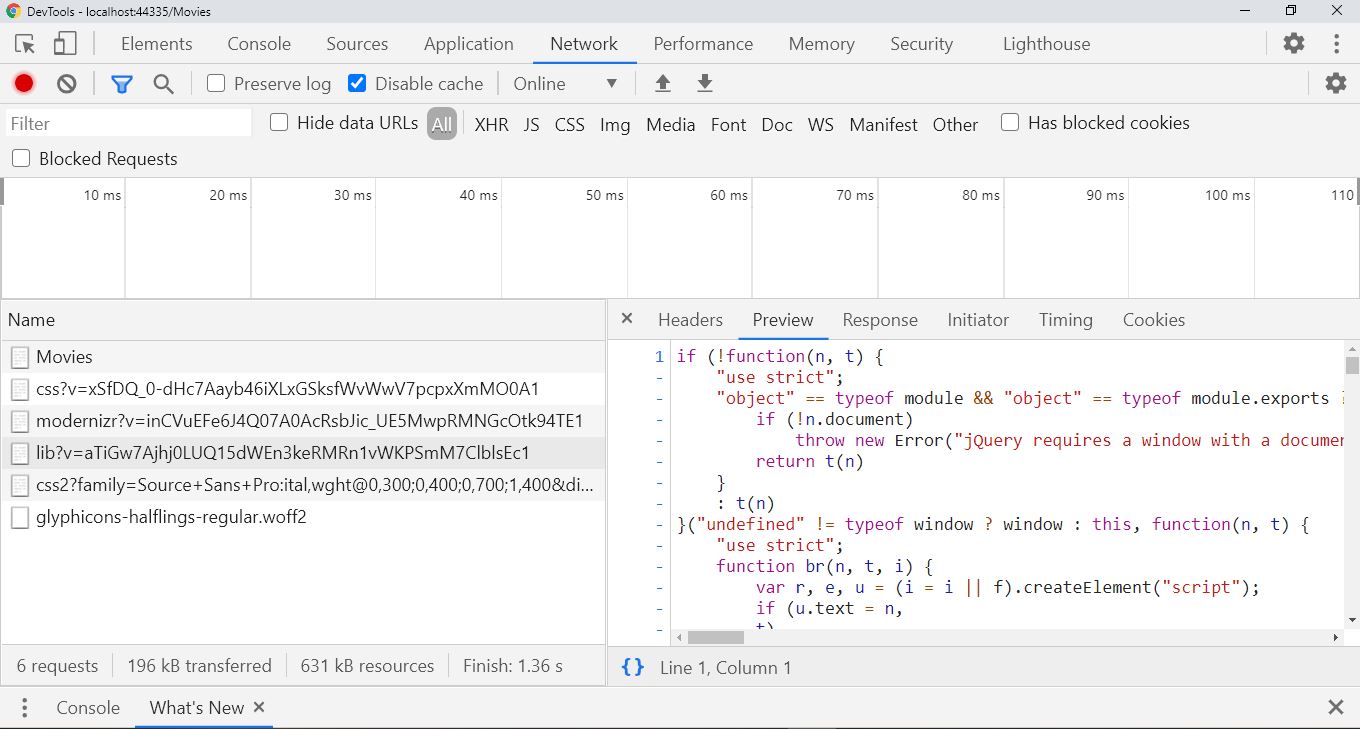 DevTools - localhost:44335/Movies
Elements Console Sources Application Network Performance Memory Security Lighthouse
Preserve log Disable cache Online
Filter Hide data URLs All XHR JS CSS Img Media Font Doc WS Manifest Other Has blocked cookies
Blocked Requests
10 ms 20 ms 30 ms 40 ms 50 ms 60 ms 70 ms 80 ms 90 ms 100 ms 110
Name
Movies
css?v=xSfDQ_0-dHc7Aayb46iXLxGSksfWvWwV7pcpxXmMO0A1
modernizr?v=inCVuEFe6J4Q07A0AcRsbJic_UE5MwpRMNGcOtk94TE1
lib?v=aTiGw7Ajhj0LUQ15dWEn3keRMRn1vWKPSmM7ClblsEc1
css2?family=Source+Sans+Pro:ital,wght@0,300;0,400;0,700;1,400&di...
glyphicons-halflings-regular.woff2
6 requests 196 kB transferred 631 kB resources Finish: 1.36 s
× Headers Preview Response Initiator Timing Cookies
1 if (!function(n, t) {
- "use strict";
- "object" == typeof module && "object" == typeof module.exports ?
- if (!n.document)
- throw new Error("jQuery requires a window with a documen
- return t(n)
- }
- : t(n)
- }("undefined" != typeof window ? window : this, function(n, t) {
- "use strict";
- function br(n, t, i) {
- var r, e, u = (i = i || f).createElement("script");
- if (u.text = n,
- t)
{} Line 1, Column 1
Console What's New ×